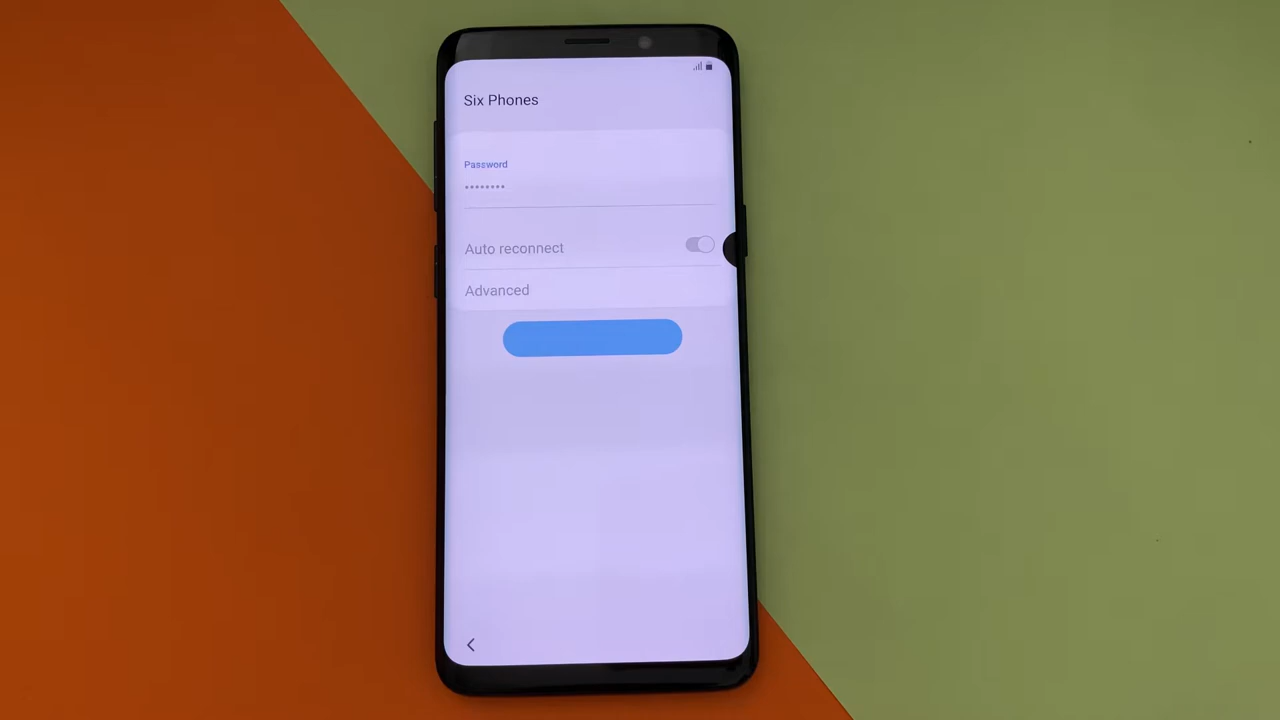 Six Phones
Password
••••••••
Auto reconnect
Advanced